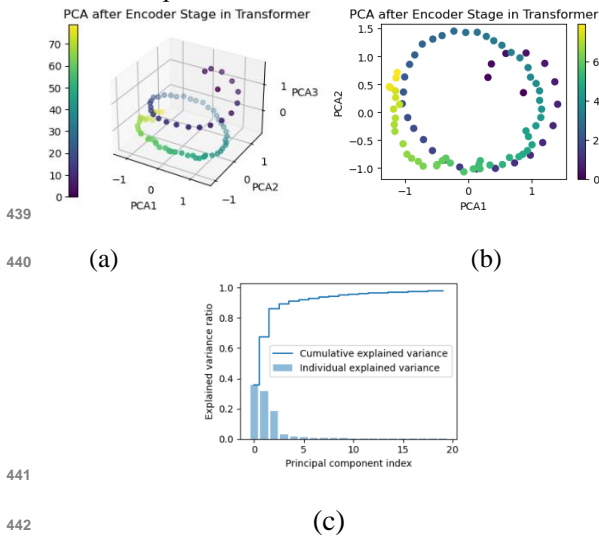 PCA after Encoder Stage in Transformer
70
60
50
40
30
20
10
0
PCA3
1
0
PCA2
1
0
−1
PCA1
−1
0
1
PCA after Encoder Stage in Transformer
1.5
1.0
0.5
0.0
−0.5
−1.0
PCA2
−1
0
1
PCA1
439
440
(a)
(b)
1.0
0.8
0.6
0.4
0.2
0.0
Explained variance ratio
Cumulative explained variance
Individual explained variance
0
5
10
15
20
Principal component index
441
442
(c)